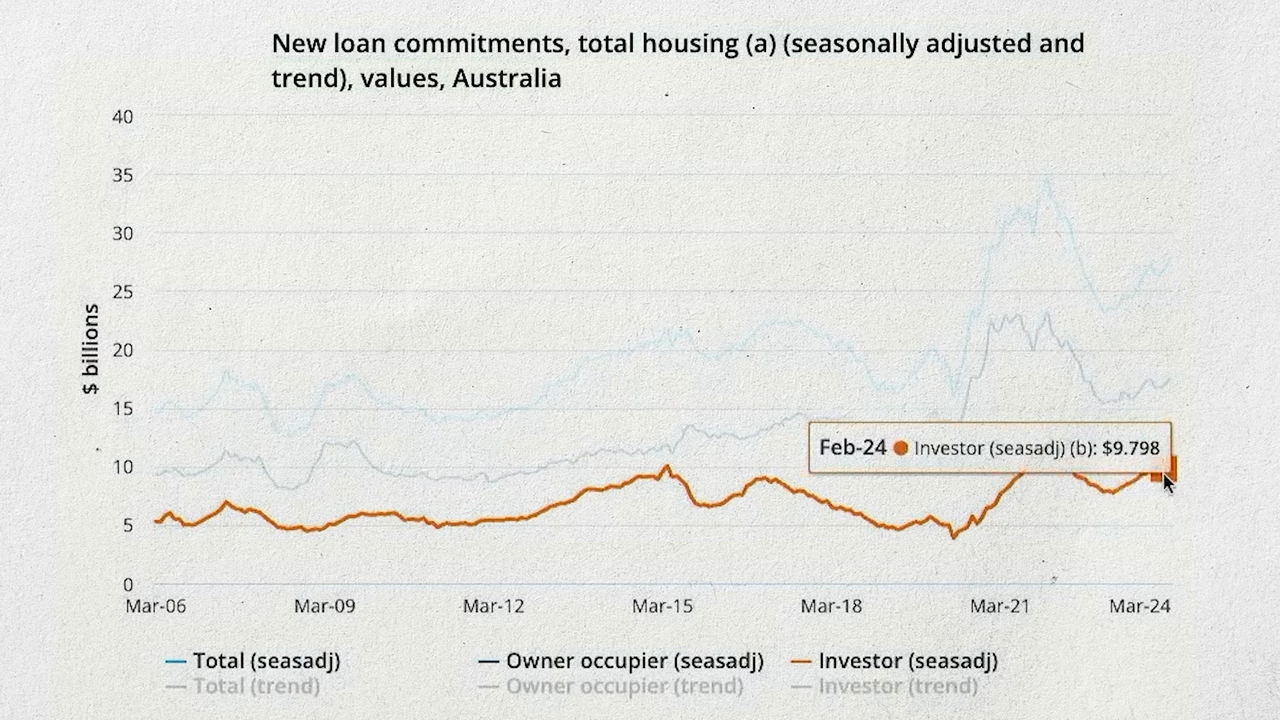 New loan commitments, total housing (a) (seasonally adjusted and
trend), values, Australia
40
35
30
25
20
15
10
5
0
$ billions
Feb-24 Investor (seasadj) (b): $9.798
Mar-06 Mar-09 Mar-12 Mar-15 Mar-18 Mar-21 Mar-24
Total (seasadj) Owner occupier (seasadj) Investor (seasadj)
Total (trend) Owner occupier (trend) Investor (trend)